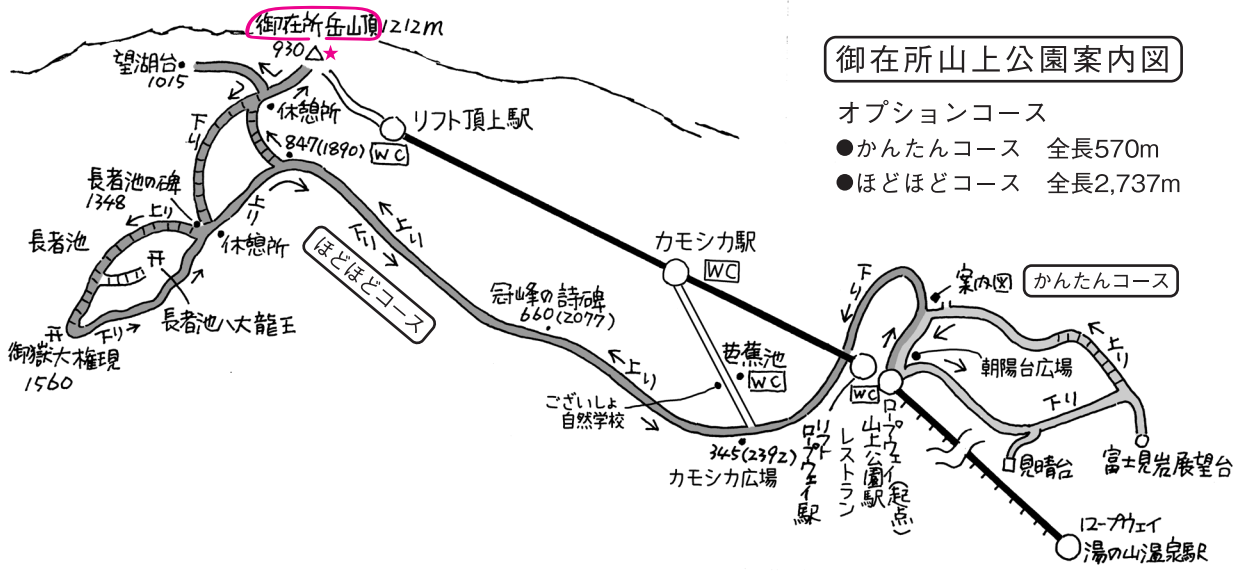 御在所岳山頂1212m
930
望湖台
1015
休憩所
下り
リフト頂上駅
WC
847(1890)
長者池の碑
1348
上り
上り
長者池
休憩所
开
长者池八大龍王
开
下り
御嶽大権現
1560
ほどほどコース
上り
下り
冠峰の詩碑
660(2077)
上り
カモシカ駅
WC
芭蕉池
WC
ございしょ
自然学校
345(2392)
カモシカ広場
下り
案内図
かんたんコース
朝陽台広場
上り
下り
見晴台
富士見岩展望台
WC
リフト
ロープウェイ駅
レストラン
ロープウェイ(起点)
山上公園駅
ロープウェイ
湯の山温泉駅
御在所山上公園案内図
オプションコース
●かんたんコース 全長570m
●ほどほどコース 全長2,737m